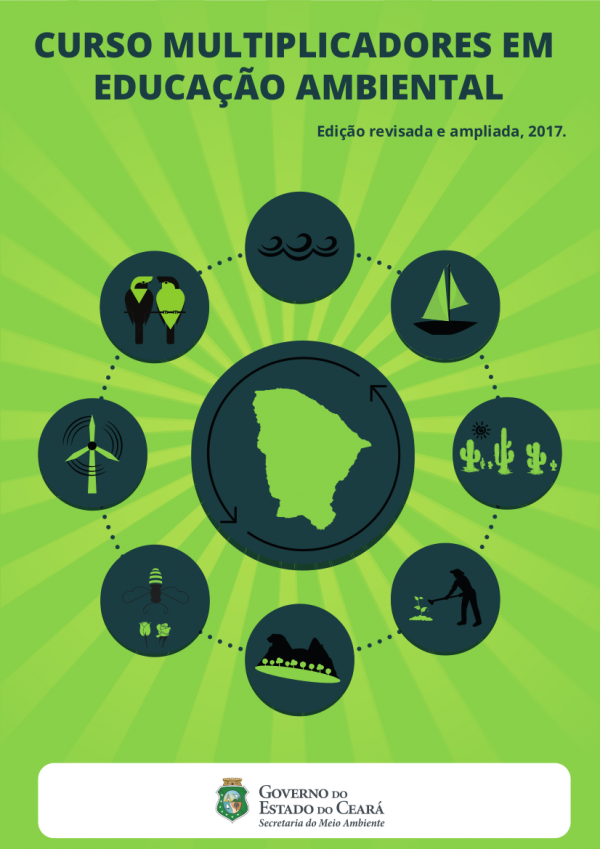 CURSO MULTIPLICADORES EM
EDUCAÇÃO AMBIENTAL
Edição revisada e ampliada, 2017.
GOVERNO DO
ESTADO DO CEARÁ
Secretaria do Meio Ambiente